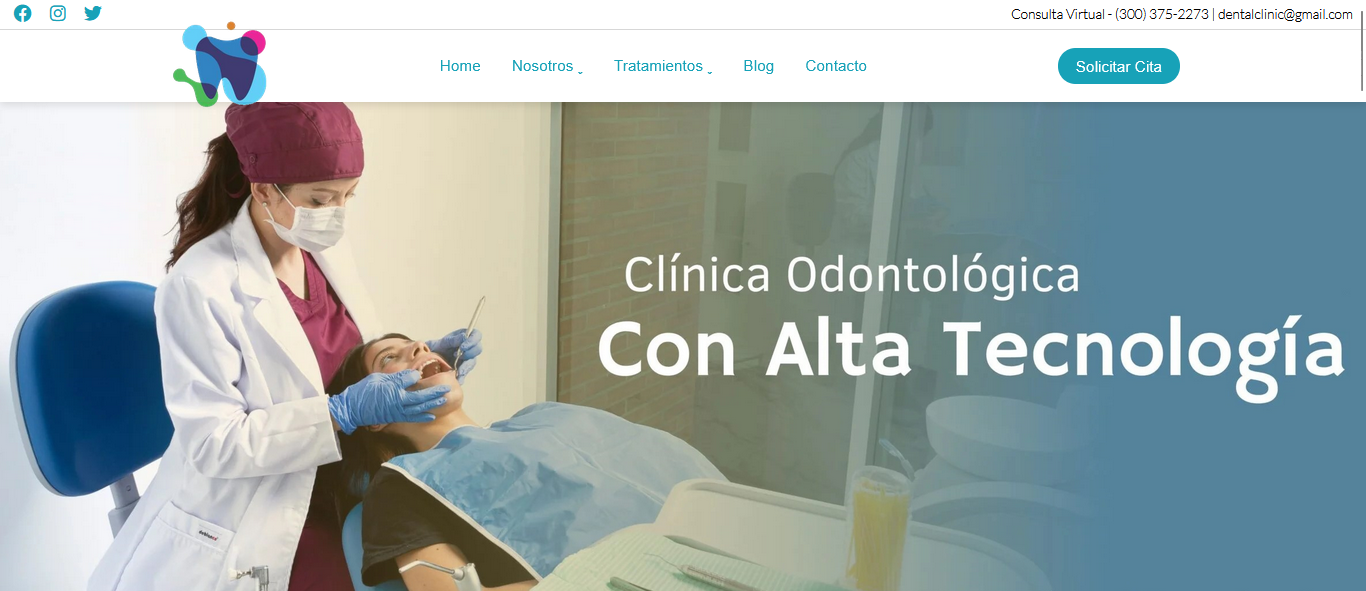 Consulta Virtual - (300) 375-2273 | dentalclinic@gmail.com
Home Nosotros Tratamientos Blog Contacto Solicitar Cita
Clínica Odontológica
Con Alta Tecnología